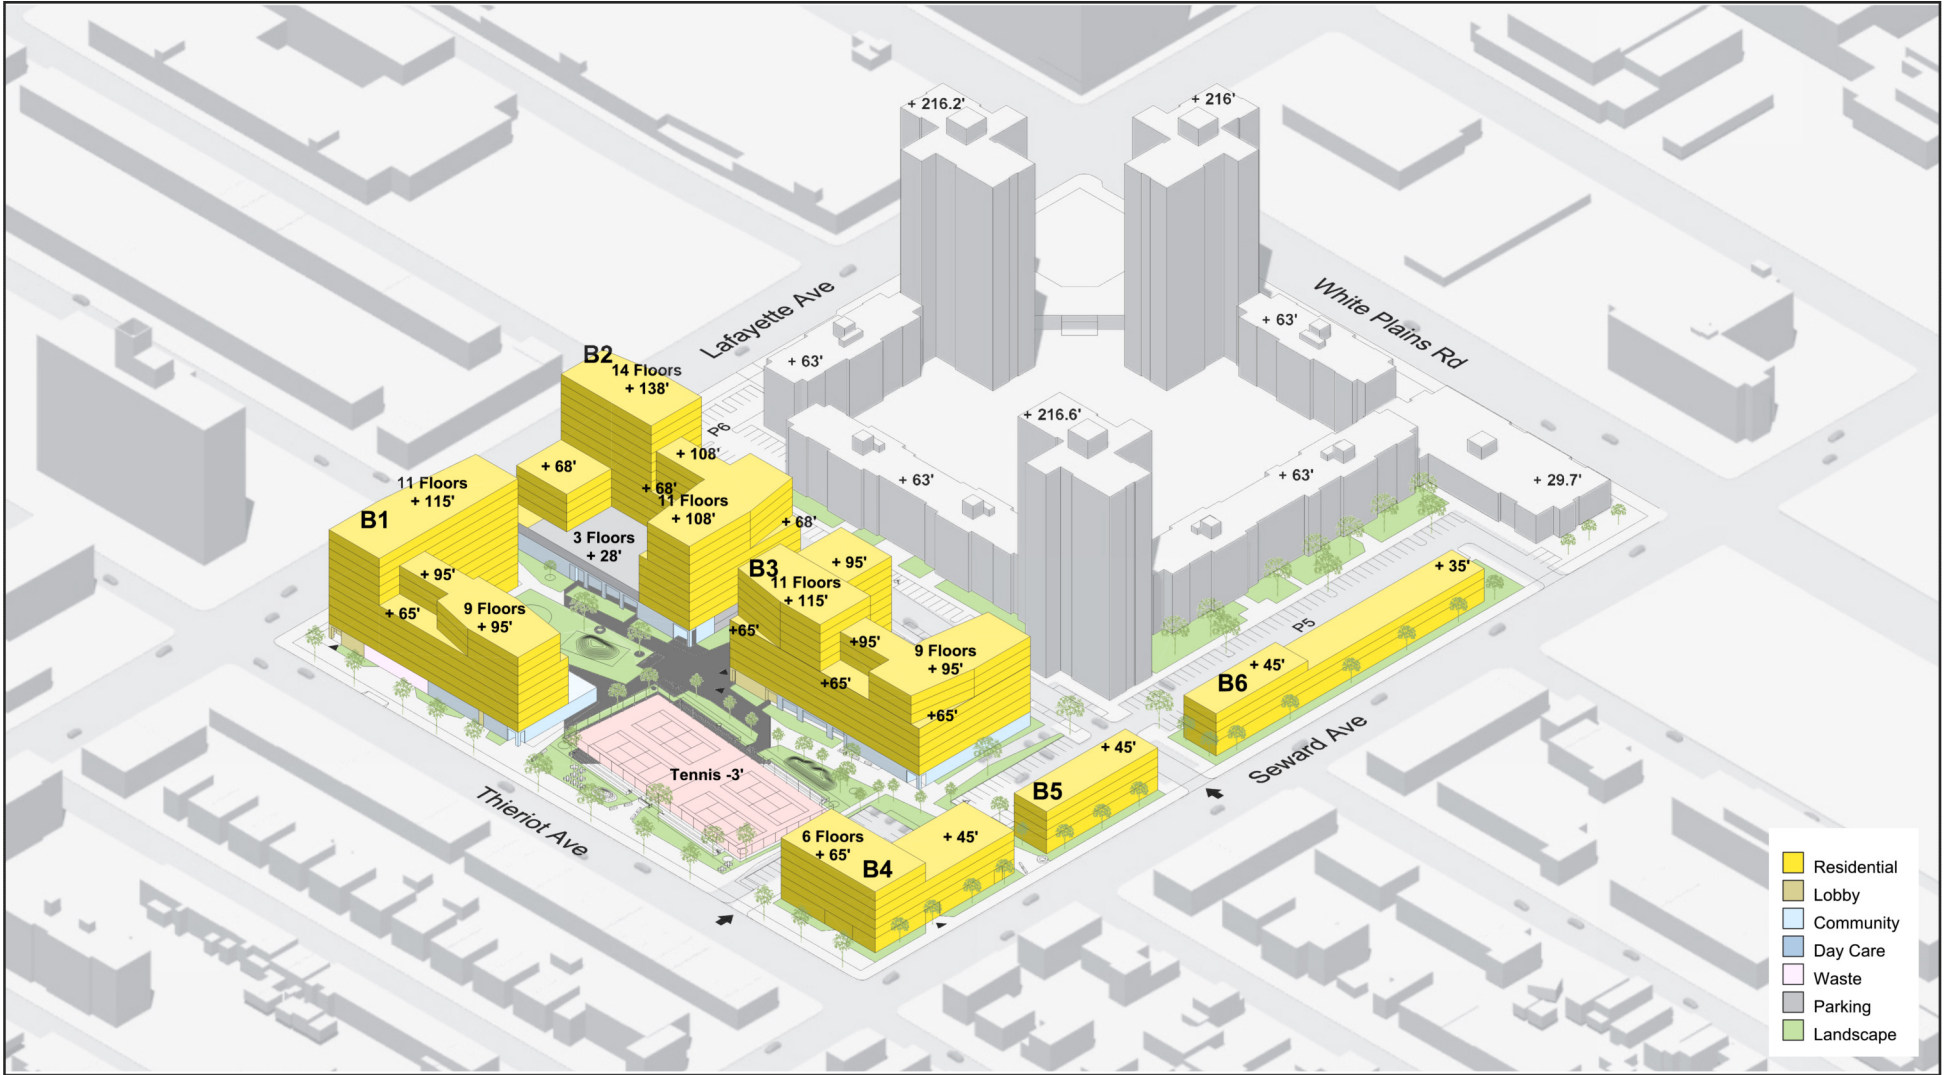 + 216.2'
+ 216'
Lafayette Ave
White Plains Rd
+ 63'
+ 63'
B2
14 Floors
+ 138'
P6
+ 216.6'
+ 108'
+ 68'
+ 68'
11 Floors
+ 108'
+ 68'
+ 63'
+ 63'
+ 29.7'
11 Floors
+ 115'
B1
3 Floors
+ 28'
+ 95'
+ 65'
9 Floors
+ 95'
B3
11 Floors
+ 115'
+ 95'
+65'
+95'
+65'
9 Floors
+ 95'
+65'
+ 35'
P5
+ 45'
B6
Seward Ave
+ 45'
B5
Tennis -3'
Thieriot Ave
6 Floors
+ 65'
B4
+ 45'
Residential
Lobby
Community
Day Care
Waste
Parking
Landscape